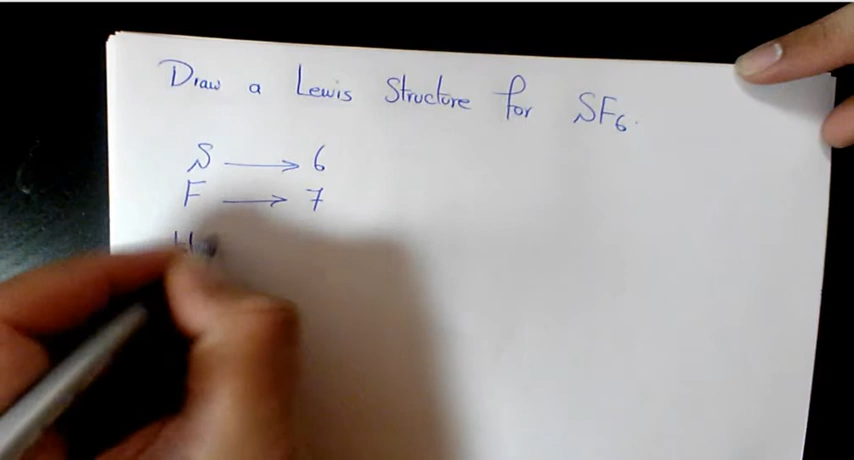 Draw a Lewis Structure for SF6.
S → 6
F → 7